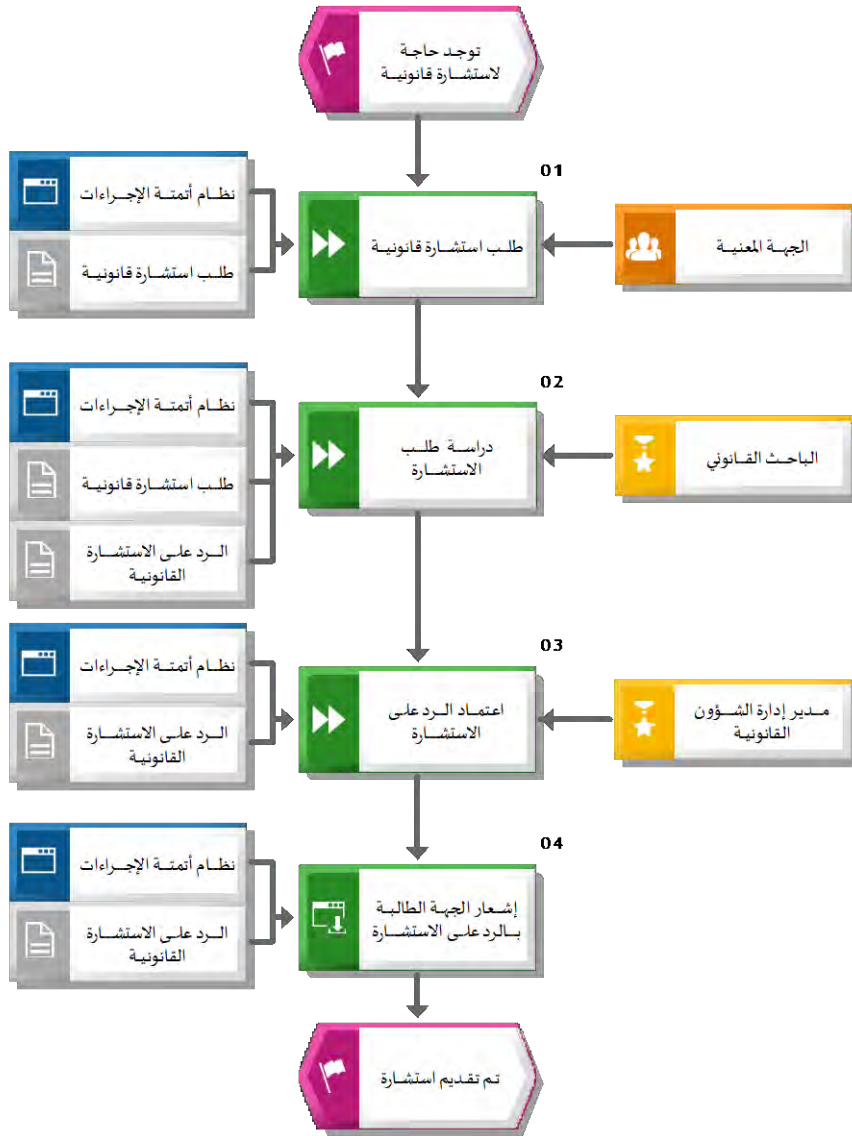 توجد حاجة
لاستشارة قانونية
01
نظام أتمتة الإجراءات
طلب استشارة قانونية
طلب استشارة قانونية
الجهة المعنية
02
نظام أتمتة الإجراءات
طلب استشارة قانونية
الرد على الاستشارة
القانونية
دراسة طلب
الاستشارة
الباحث القانوني
03
نظام أتمتة الإجراءات
الرد على الاستشارة
القانونية
اعتماد الرد على
الاستشارة
مدير إدارة الشؤون
القانونية
04
نظام أتمتة الإجراءات
الرد على الاستشارة
القانونية
إشعار الجهة الطالبة
بالرد على الاستشارة
تم تقديم استشارة